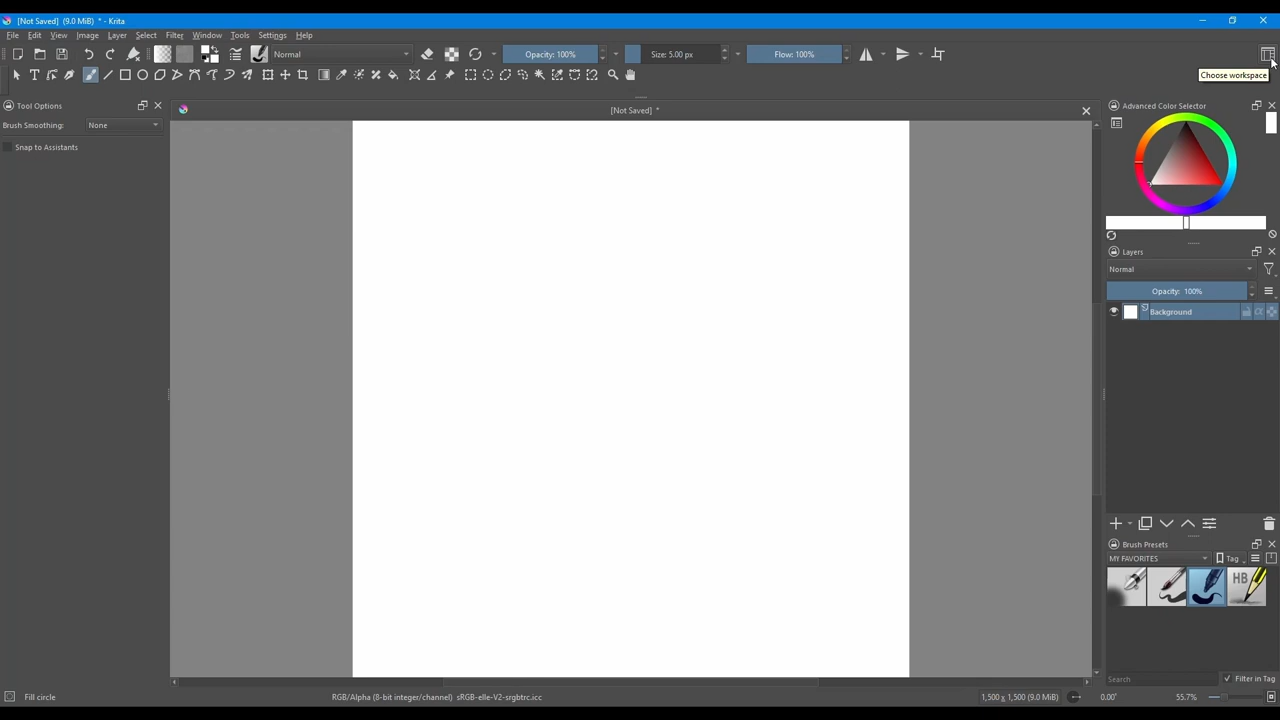 [Not Saved] (9.0 MiB) * - Krita
File Edit View Image Layer Select Filter Window Tools Settings Help
Normal Opacity: 100% Size: 5.00 px Flow: 100%
Choose workspace
Tool Options [Not Saved] * Advanced Color Selector
Brush Smoothing: None
Snap to Assistants
Layers
Normal
Opacity: 100%
Background
Brush Presets
MY FAVORITES Tag
HB
Search Filter in Tag
Fill circle RGB/Alpha (8-bit integer/channel) sRGB-elle-V2-srgbtrc.icc 1,500 x 1,500 (9.0 MiB) 0.00° 55.7%